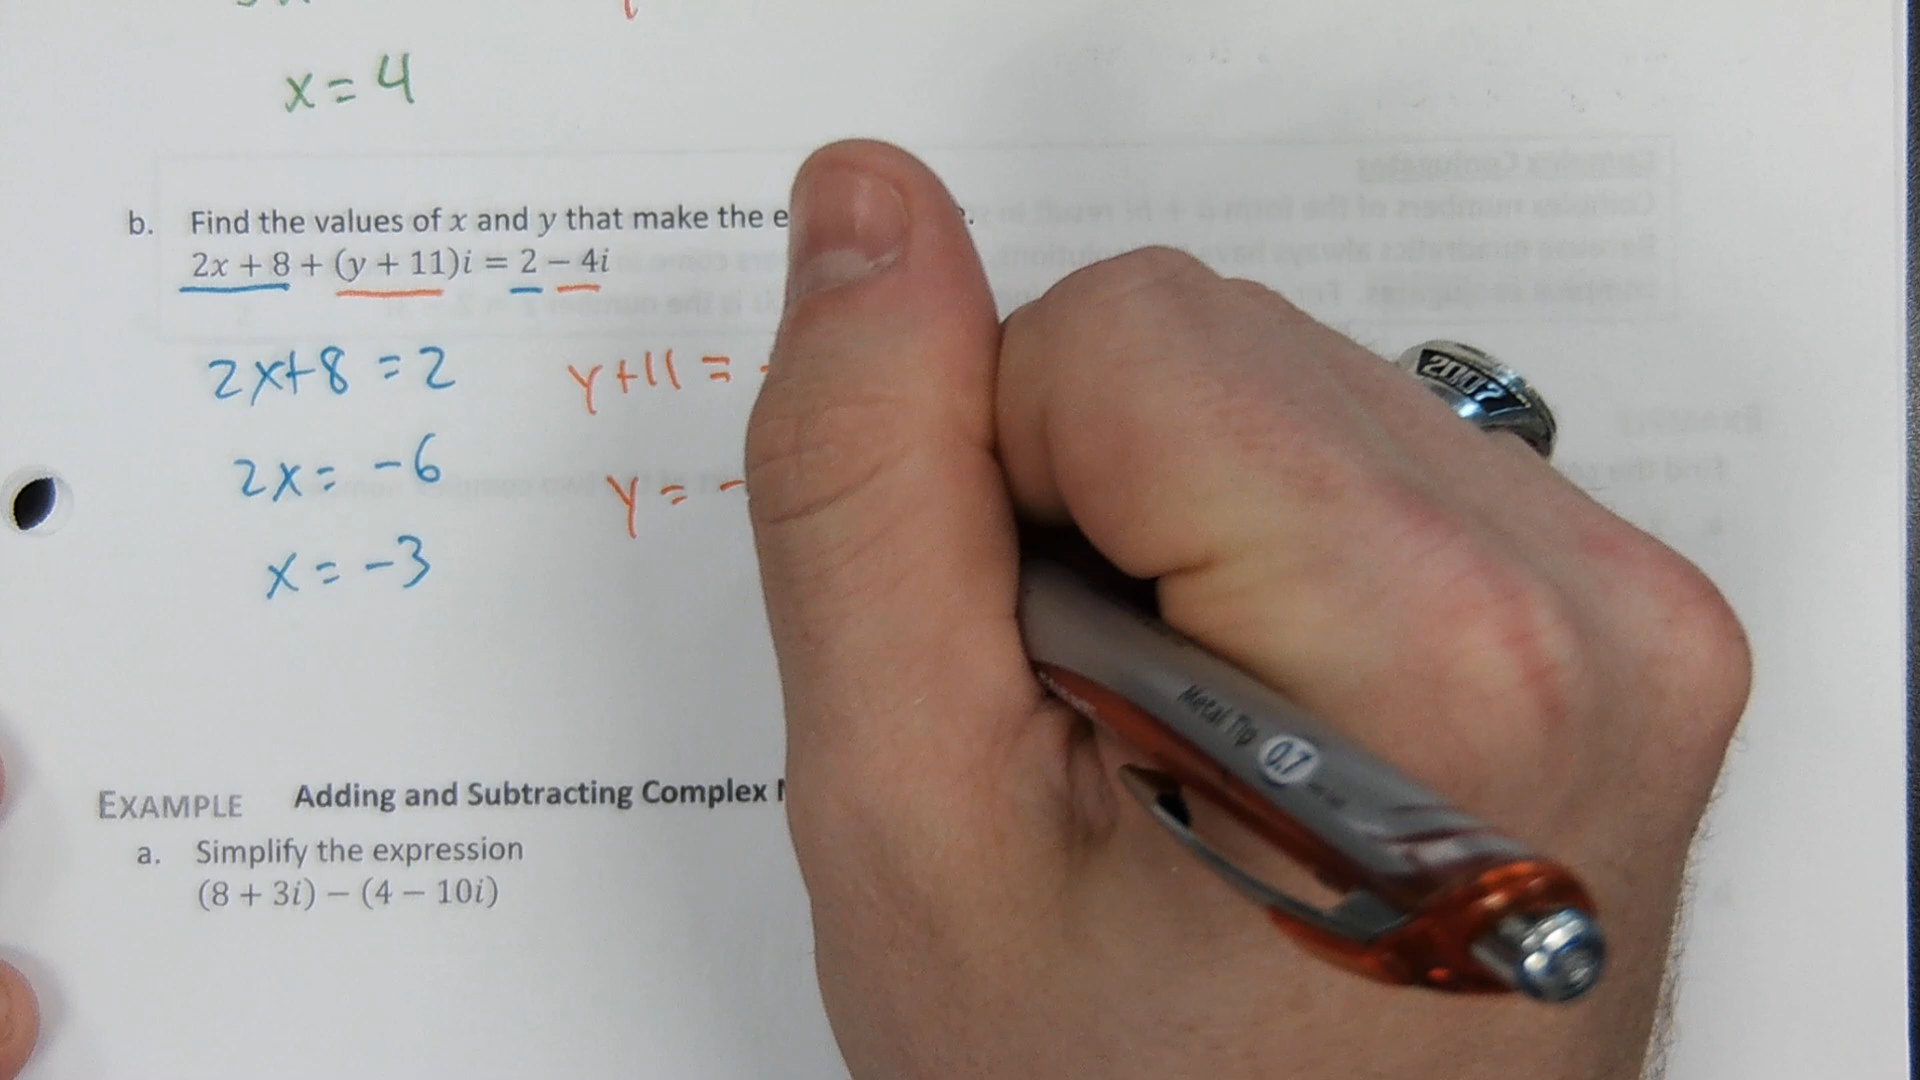 x = 4
b. Find the values of x and y that make the
2x + 8 + (y + 11)i = 2 − 4i
2x+8 = 2
y+11 =
2x = -6
y = -
x = -3
2007
Metal Tip 0.7
EXAMPLE Adding and Subtracting Complex
a. Simplify the expression
(8 + 3i) − (4 − 10i)